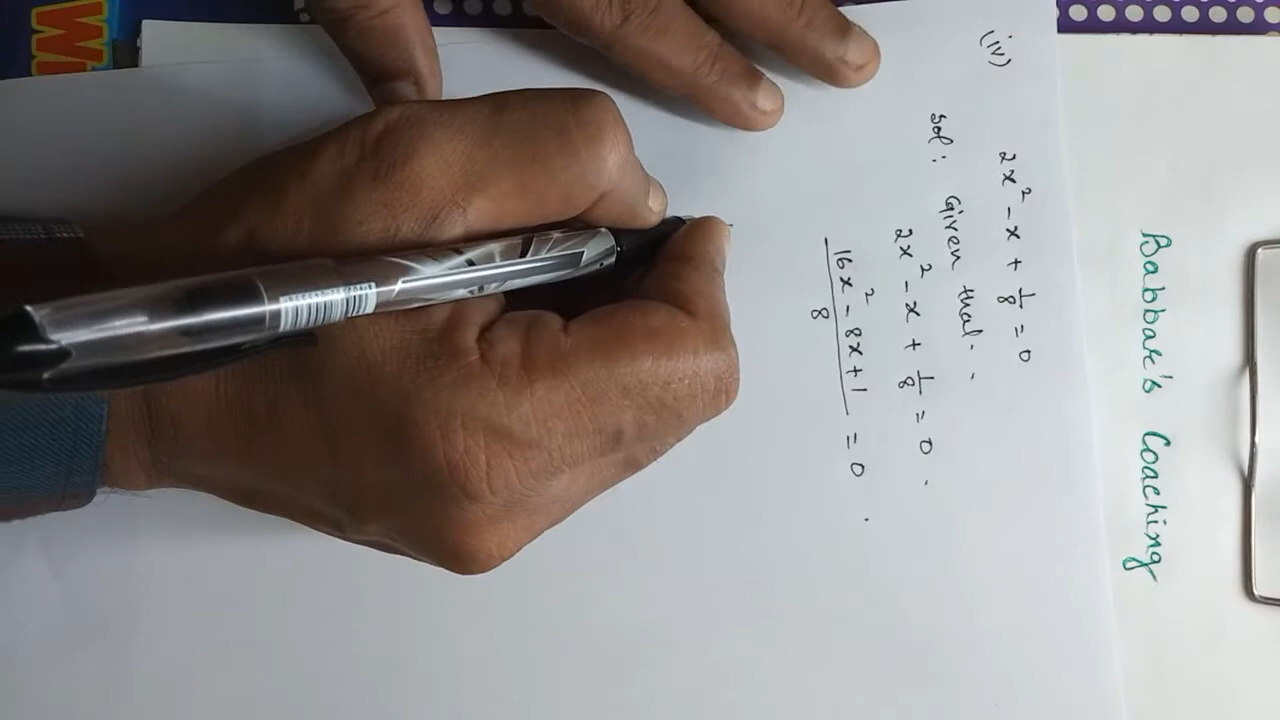 Babbar's Coaching
(iv) 2x² - x + 1/8 = 0
Sol: Given that.
2x² - x + 1/8 = 0.
16x² - 8x + 1 / 8 = 0.